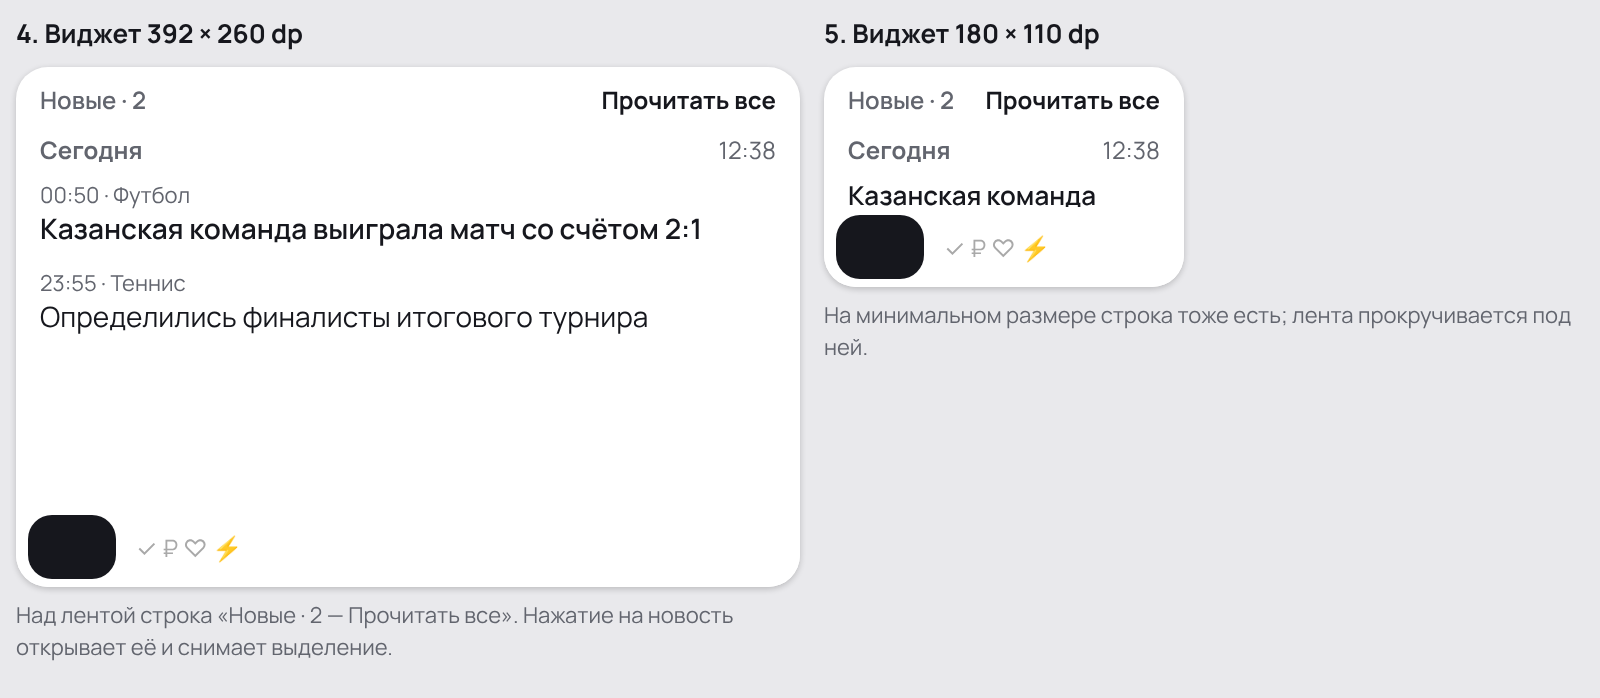 4. Виджет 392 × 260 dp
Новые · 2 Прочитать все
Сегодня 12:38
00:50 · Футбол
Казанская команда выиграла матч со счётом 2:1
23:55 · Теннис
Определились финалисты итогового турнира
✓ ₽ ♡ ⚡
Над лентой строка «Новые · 2 — Прочитать все». Нажатие на новость
открывает её и снимает выделение.
5. Виджет 180 × 110 dp
Новые · 2 Прочитать все
Сегодня 12:38
Казанская команда
✓ ₽ ♡ ⚡
На минимальном размере строка тоже есть; лента прокручивается под
ней.